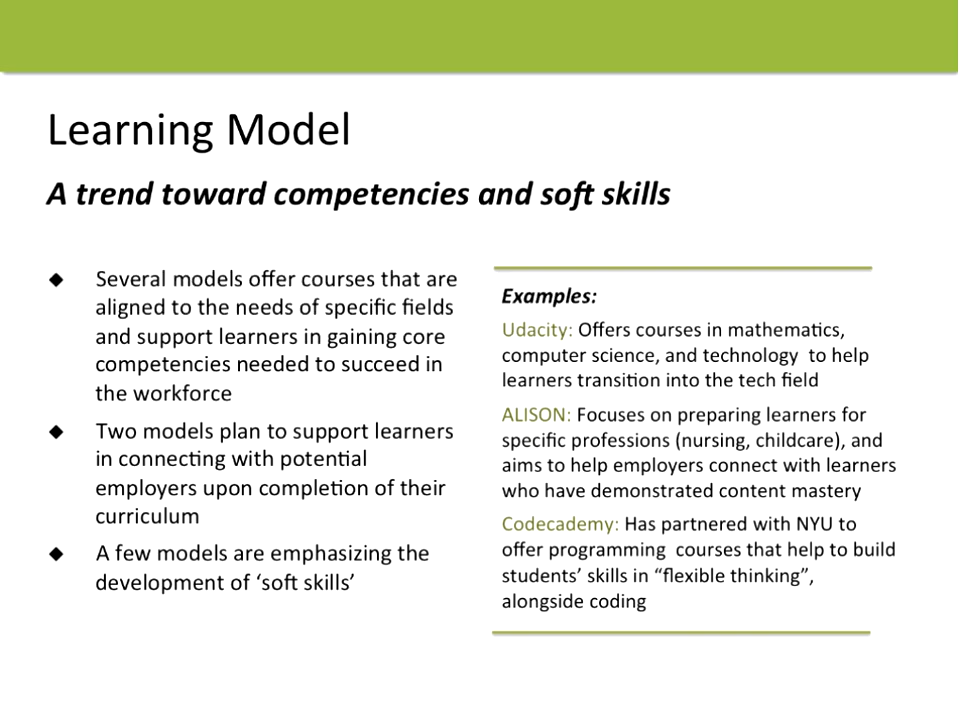 Learning Model
A trend toward competencies and soft skills
◆ Several models offer courses that are
aligned to the needs of specific fields
and support learners in gaining core
competencies needed to succeed in
the workforce
◆ Two models plan to support learners
in connecting with potential
employers upon completion of their
curriculum
◆ A few models are emphasizing the
development of ‘soft skills’
Examples:
Udacity: Offers courses in mathematics,
computer science, and technology to help
learners transition into the tech field
ALISON: Focuses on preparing learners for
specific professions (nursing, childcare), and
aims to help employers connect with learners
who have demonstrated content mastery
Codecademy: Has partnered with NYU to
offer programming courses that help to build
students’ skills in “flexible thinking”,
alongside coding